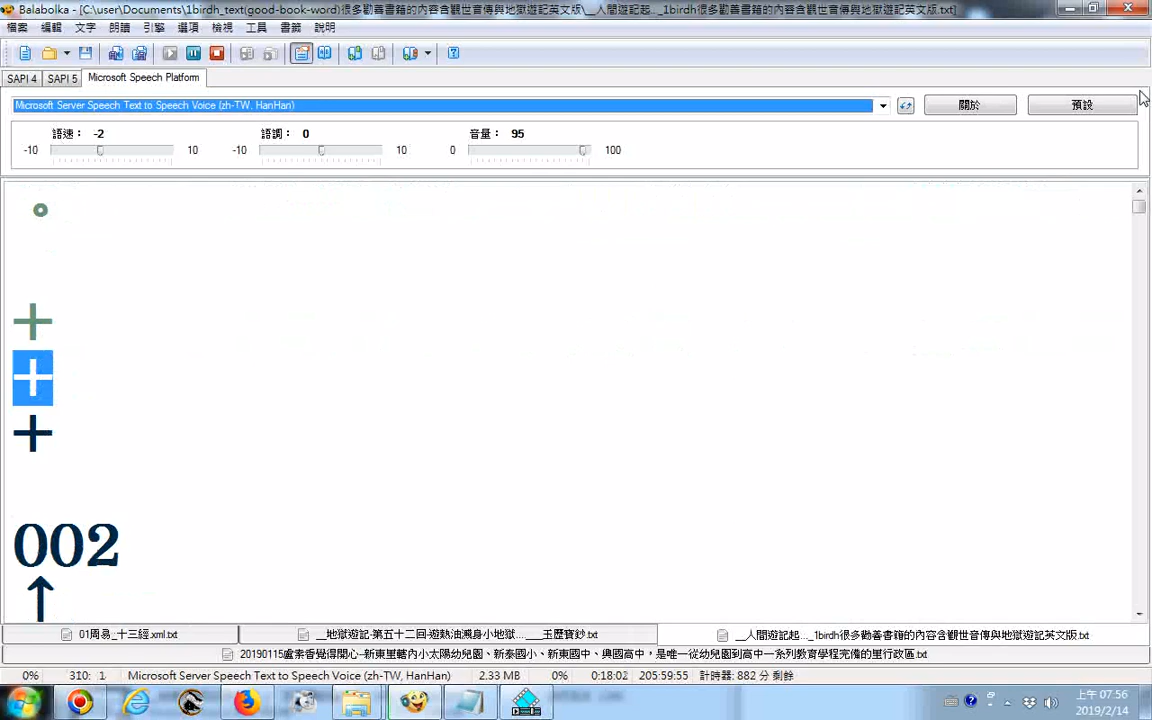 Balabolka - [C:\user\Documents\1birdh_text(good-book-word)很多勸善書籍的內容含觀世音傳與地獄遊記英文版\__人間遊記起..._1birdh很多勸善書籍的內容含觀世音傳與地獄遊記英文版.txt]
檔案 編輯 文字 朗讀 引擎 選項 檢視 工具 書籤 說明
SAPI 4 SAPI 5 Microsoft Speech Platform
Microsoft Server Speech Text to Speech Voice (zh-TW, HanHan) 關於 預設
語速： -2 語調： 0 音量： 95
-10 10 -10 10 0 100
。
+
+
+
002
↑
01周易_十三經.xml.txt __地獄遊記-第五十二回-遊熱油濺身小地獄...____玉歷寶鈔.txt __人間遊記起..._1birdh很多勸善書籍的內容含觀世音傳與地獄遊記英文版.txt
20190115盧素香覺得開心-新東里轄內小太陽幼兒園、新泰國小、新東國中、興國高中，是唯一從幼兒園到高中一系列教育學程完備的里行政區.txt
0% 310: 1 Microsoft Server Speech Text to Speech Voice (zh-TW, HanHan) 2.33 MB 0% 0:18:02 205:59:55 計時器: 882 分 剩餘
上午 07:56
2019/2/14